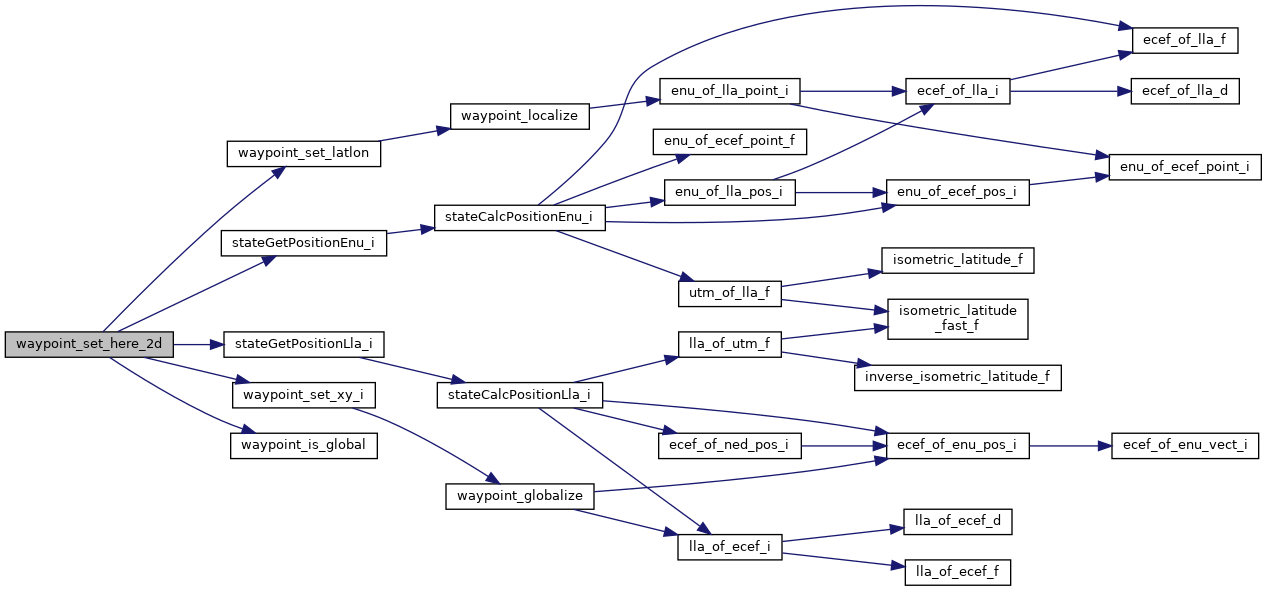 ecef_of_lla_f
enu_of_lla_point_i
ecef_of_lla_i
ecef_of_lla_d
waypoint_localize
enu_of_ecef_point_f
waypoint_set_latlon
enu_of_ecef_point_i
enu_of_lla_pos_i
enu_of_ecef_pos_i
stateCalcPositionEnu_i
stateGetPositionEnu_i
isometric_latitude_f
utm_of_lla_f
isometric_latitude
_fast_f
waypoint_set_here_2d
stateGetPositionLla_i
lla_of_utm_f
inverse_isometric_latitude_f
waypoint_set_xy_i
stateCalcPositionLla_i
waypoint_is_global
ecef_of_ned_pos_i
ecef_of_enu_pos_i
ecef_of_enu_vect_i
waypoint_globalize
lla_of_ecef_d
lla_of_ecef_i
lla_of_ecef_f